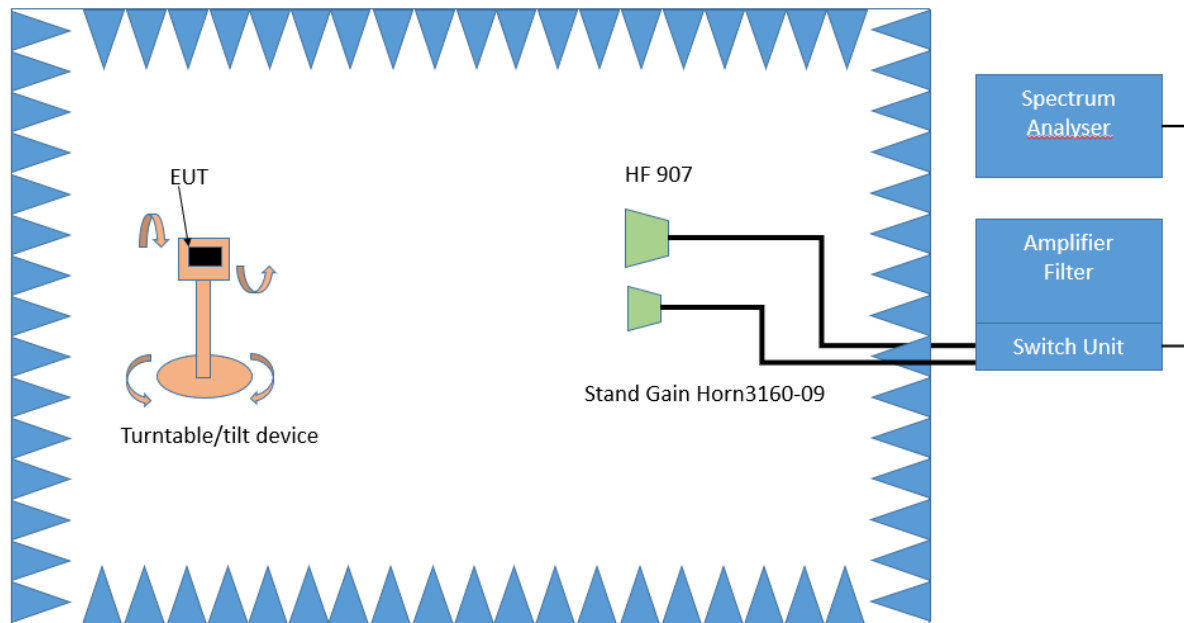 Spectrum
Analyser
HF 907
EUT
Amplifier
Filter
Switch Unit
Stand Gain Horn3160-09
Turntable/tilt device